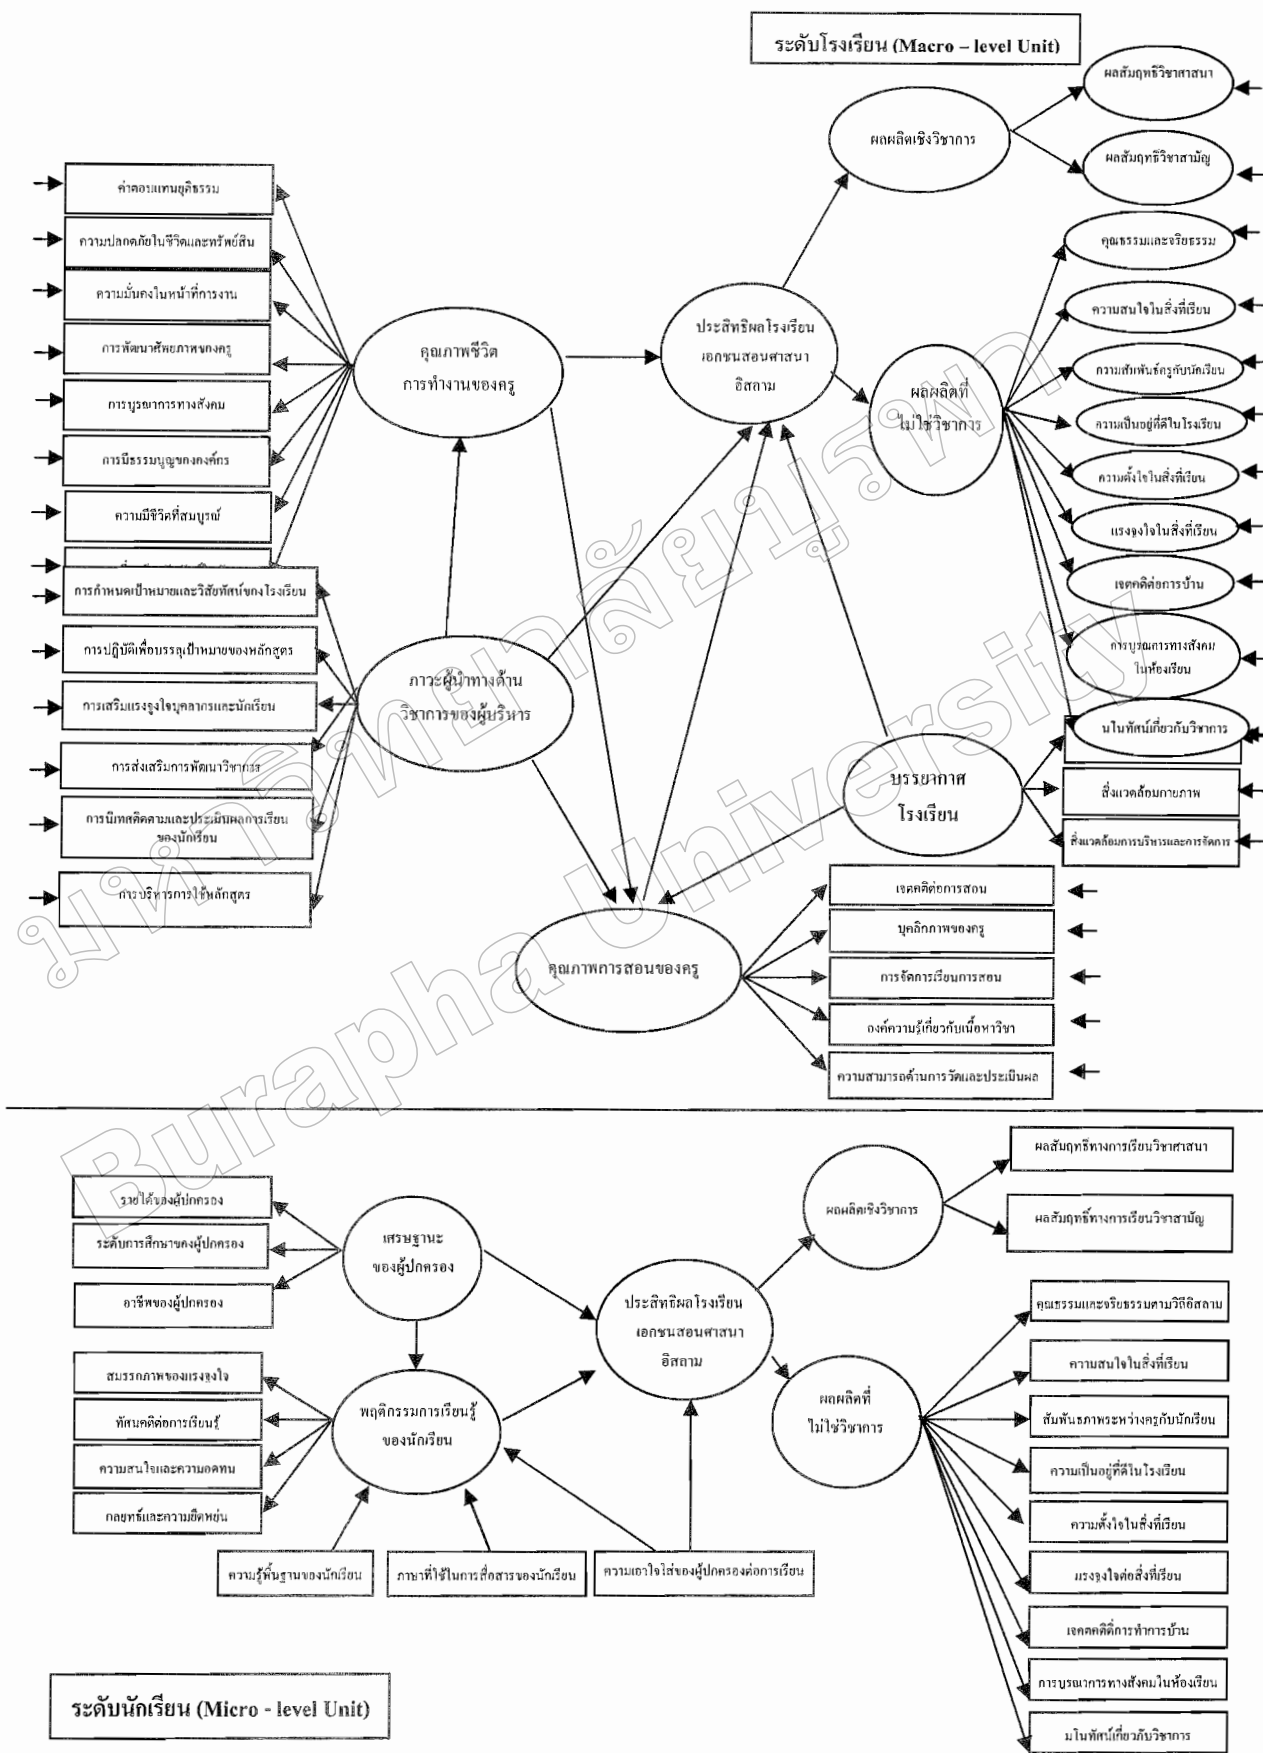 ระดับโรงเรียน (Macro – level Unit)
ผลสัมฤทธิ์วิชาศาสนา
ผลผลิตเชิงวิชาการ
ผลสัมฤทธิ์วิชาสามัญ
ค่าตอบแทนยุติธรรม
ความปลอดภัยในชีวิตและทรัพย์สิน
ความมั่นคงในหน้าที่การงาน
การพัฒนาศัพยภาพของครู
การบูรณาการทางสังคม
การมีธรรมนูญขององค์กร
ความมีชีวิตที่สมบูรณ์
คุณภาพชีวิต
การทำงานของครู
ประสิทธิผลโรงเรียน
เอกชนสอนศาสนา
อิสลาม
ผลผลิตที่
ไม่ใช่วิชาการ
คุณธรรมและจริยธรรม
ความสนใจในสิ่งที่เรียน
ความสัมพันธ์ครูกับนักเรียน
ความเป็นอยู่ที่ดีในโรงเรียน
ความตั้งใจในสิ่งที่เรียน
แรงจูงใจในสิ่งที่เรียน
เจตคติต่อการบ้าน
การบูรณการทางสังคม
ในห้องเรียน
มโนทัศน์เกี่ยวกับวิชาการ
การกำหนดเป้าหมายและวิสัยทัศน์ของโรงเรียน
การปฏิบัติเพื่อบรรลุเป้าหมายของหลักสูตร
การเสริมแรงจูงใจบุคลากรและนักเรียน
การส่งเสริมการพัฒนาวิชาการ
การนิเทศติดตามและประเมินผลการเรียน
ของนักเรียน
การบริหารการใช้หลักสูตร
ภาวะผู้นำทางด้าน
วิชาการของผู้บริหาร
บรรยากาศ
โรงเรียน
สิ่งแวดล้อมกายภาพ
สิ่งแวดล้อมการบริหารและการจัดการ
คุณภาพการสอนของครู
เจตคติต่อการสอน
บุคลิกภาพของครู
การจัดการเรียนการสอน
องค์ความรู้เกี่ยวกับเนื้อหาวิชา
ความสามารถด้านการวัดและประเมินผล
มหาวิทยาลัยบูรพา
Burapha University
รายได้ของผู้ปกครอง
ระดับการศึกษาของผู้ปกครอง
อาชีพของผู้ปกครอง
เศรษฐานะ
ของผู้ปกครอง
สมรรถภาพของแรงจูงใจ
ทัศนคติต่อการเรียนรู้
ความสนใจและความอดทน
กลยุทธ์และความยืดหยุ่น
พฤติกรรมการเรียนรู้
ของนักเรียน
ความรู้พื้นฐานของนักเรียน
ภาษาที่ใช้ในการสื่อสารของนักเรียน
ความเอาใจใส่ของผู้ปกครองต่อการเรียน
ประสิทธิผลโรงเรียน
เอกชนสอนศาสนา
อิสลาม
ผลผลิตเชิงวิชาการ
ผลสัมฤทธิ์ทางการเรียนวิชาศาสนา
ผลสัมฤทธิ์ทางการเรียนวิชาสามัญ
ผลผลิตที่
ไม่ใช่วิชาการ
คุณธรรมและจริยธรรมตามวิถีอิสลาม
ความสนใจในสิ่งที่เรียน
สัมพันธภาพระหว่างครูกับนักเรียน
ความเป็นอยู่ที่ดีในโรงเรียน
ความตั้งใจในสิ่งที่เรียน
แรงจูงใจต่อสิ่งที่เรียน
เจตคติต่การทำการบ้าน
การบูรณาการทางสังคมในห้องเรียน
มโนทัศน์เกี่ยวกับวิชาการ
ระดับนักเรียน (Micro - level Unit)